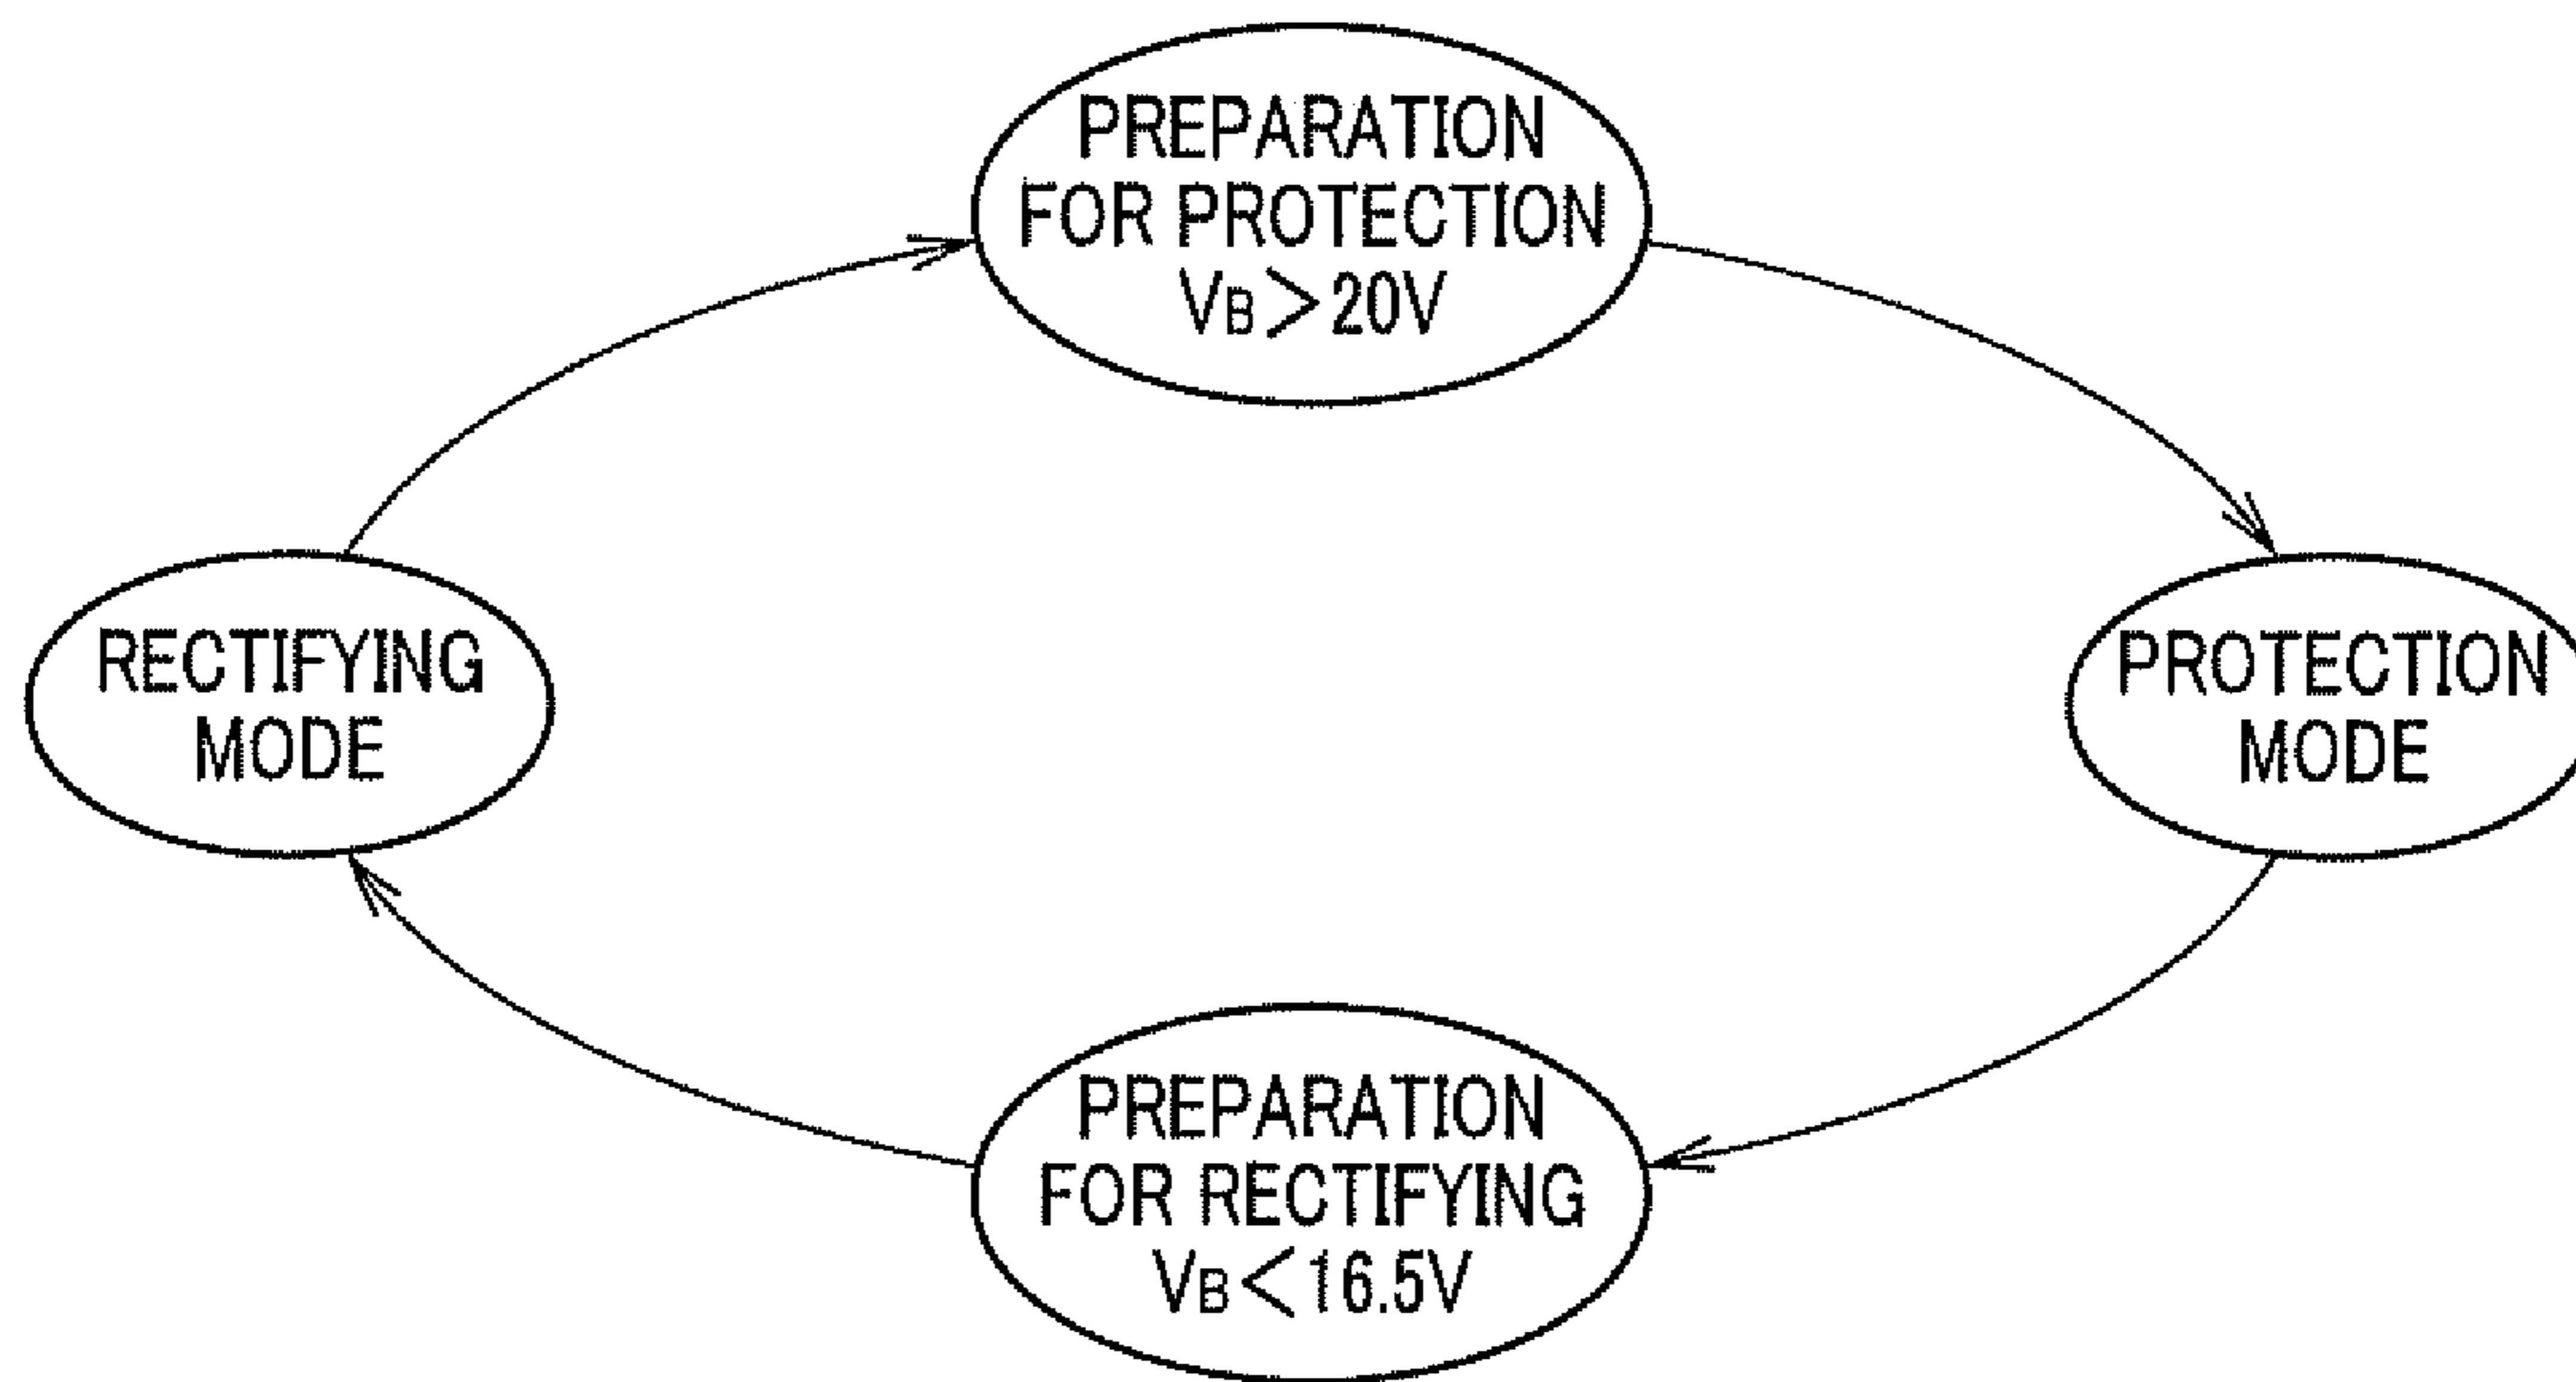 PREPARATION
FOR PROTECTION
VB>20V
RECTIFYING
MODE
PROTECTION
MODE
PREPARATION
FOR RECTIFYING
VB<16.5V